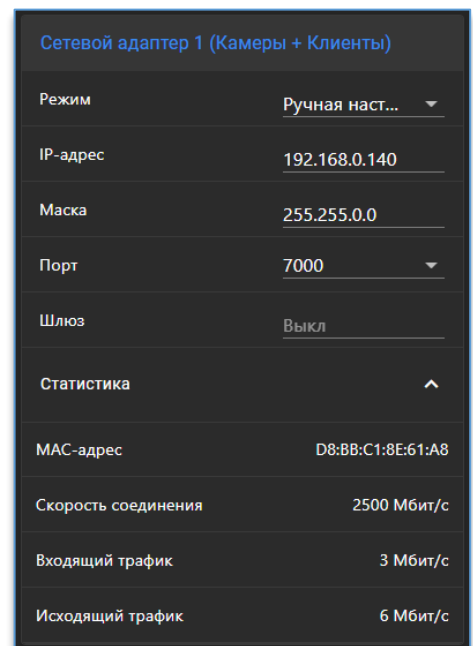 Сетевой адаптер 1 (Камеры + Клиенты)
Режим Ручная наст...
IP-адрес 192.168.0.140
Маска 255.255.0.0
Порт 7000
Шлюз Выкл
Статистика
MAC-адрес D8:BB:C1:8E:61:A8
Скорость соединения 2500 Мбит/с
Входящий трафик 3 Мбит/с
Исходящий трафик 6 Мбит/с